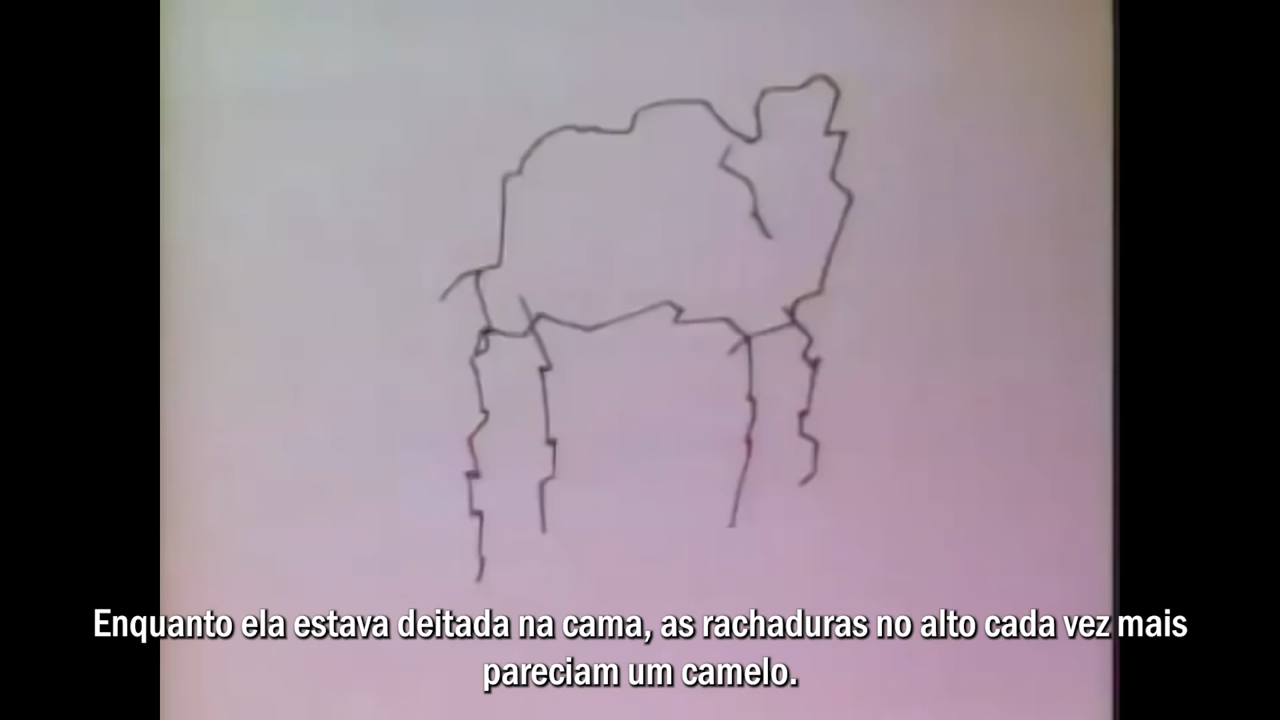 Enquanto ela estava deitada na cama, as rachaduras no alto cada vez mais
pareciam um camelo.